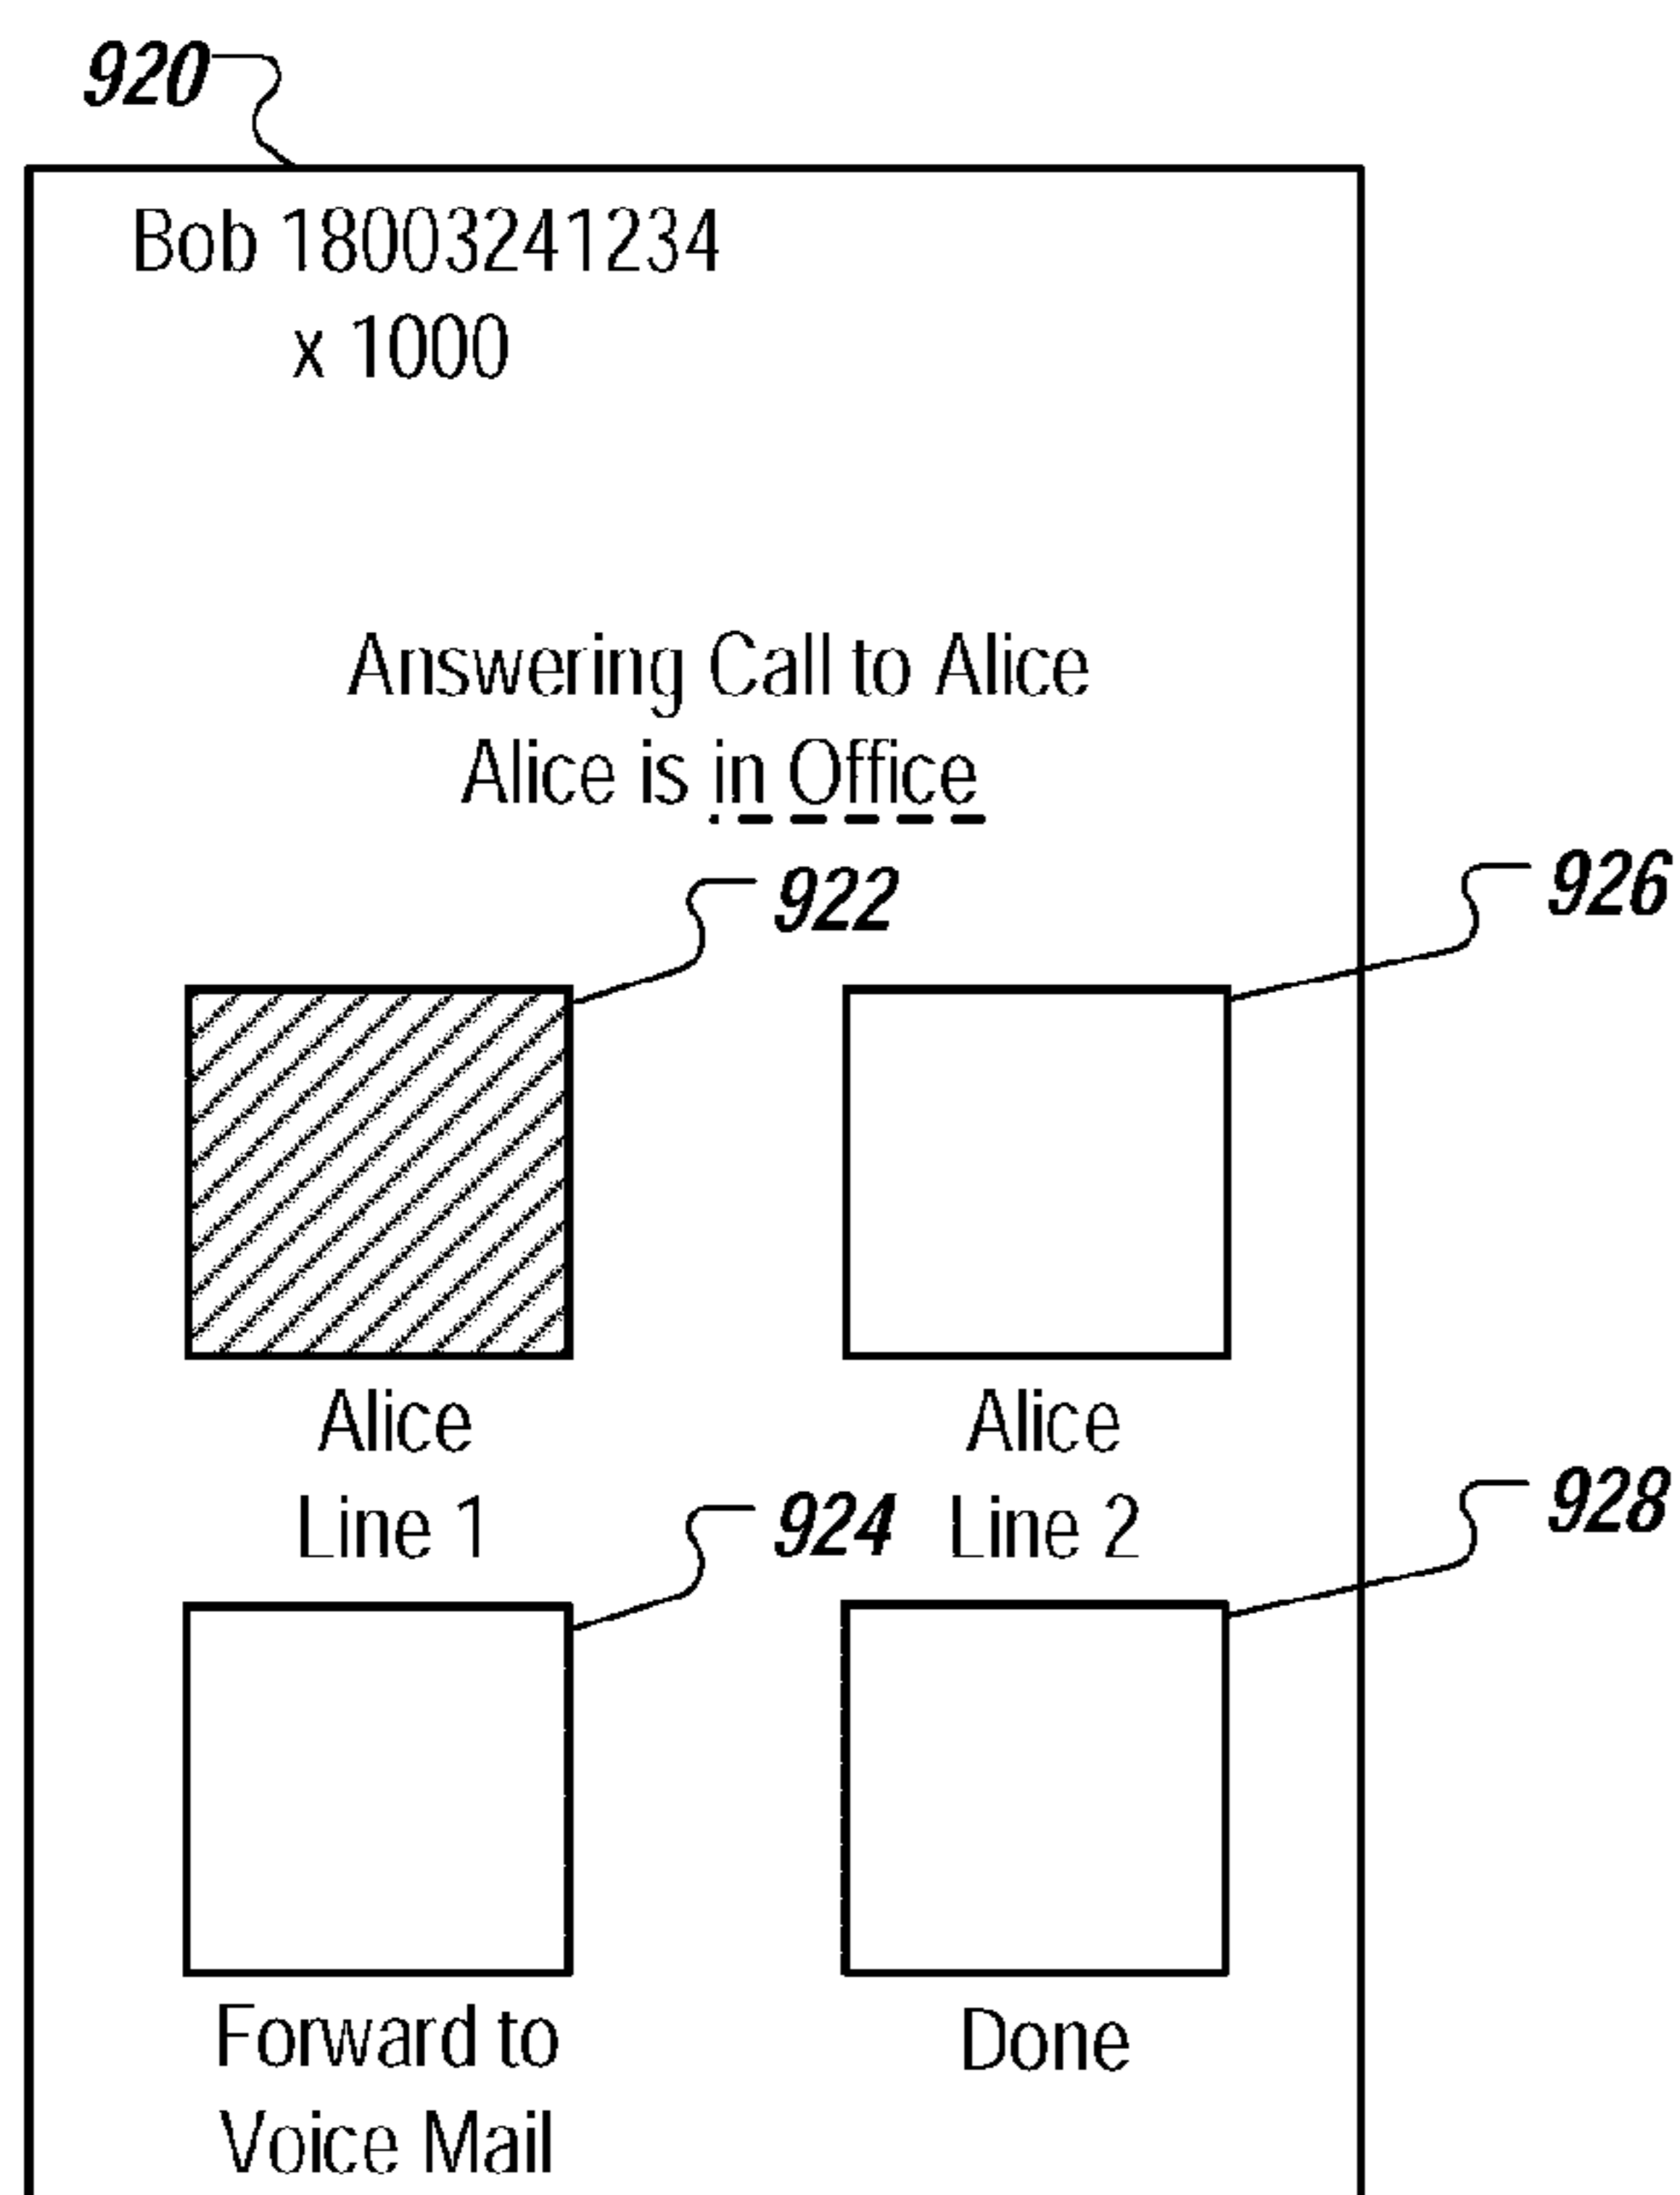 920
Bob 18003241234
x 1000
Answering Call to Alice
Alice is in Office
922
926
Alice
Line 1
Alice
Line 2
924
928
Forward to
Voice Mail
Done